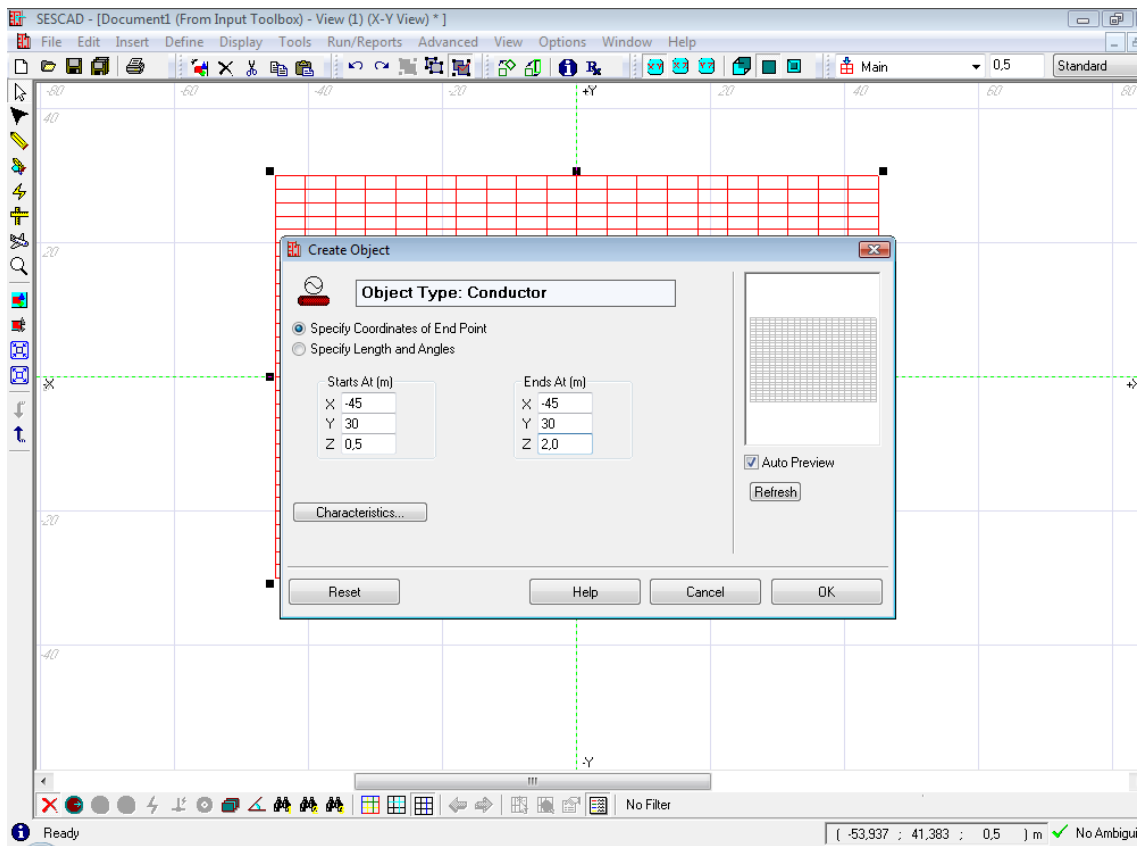 SESCAD - [Document1 (From Input Toolbox) - View (1) (X-Y View) * ]
File Edit Insert Define Display Tools Run/Reports Advanced View Options Window Help
Main 0,5 Standard
-80 -60 -40 -20 +Y 20 40 60 80
40
20
-X +X
-20
-40
-Y
Create Object
Object Type: Conductor
Specify Coordinates of End Point
Specify Length and Angles
Starts At (m) Ends At (m)
X -45 X -45
Y 30 Y 30
Z 0,5 Z 2,0
Auto Preview
Refresh
Characteristics...
Reset Help Cancel OK
No Filter
Ready ( -53,937 ; 41,383 ; 0,5 ) m No Ambigui